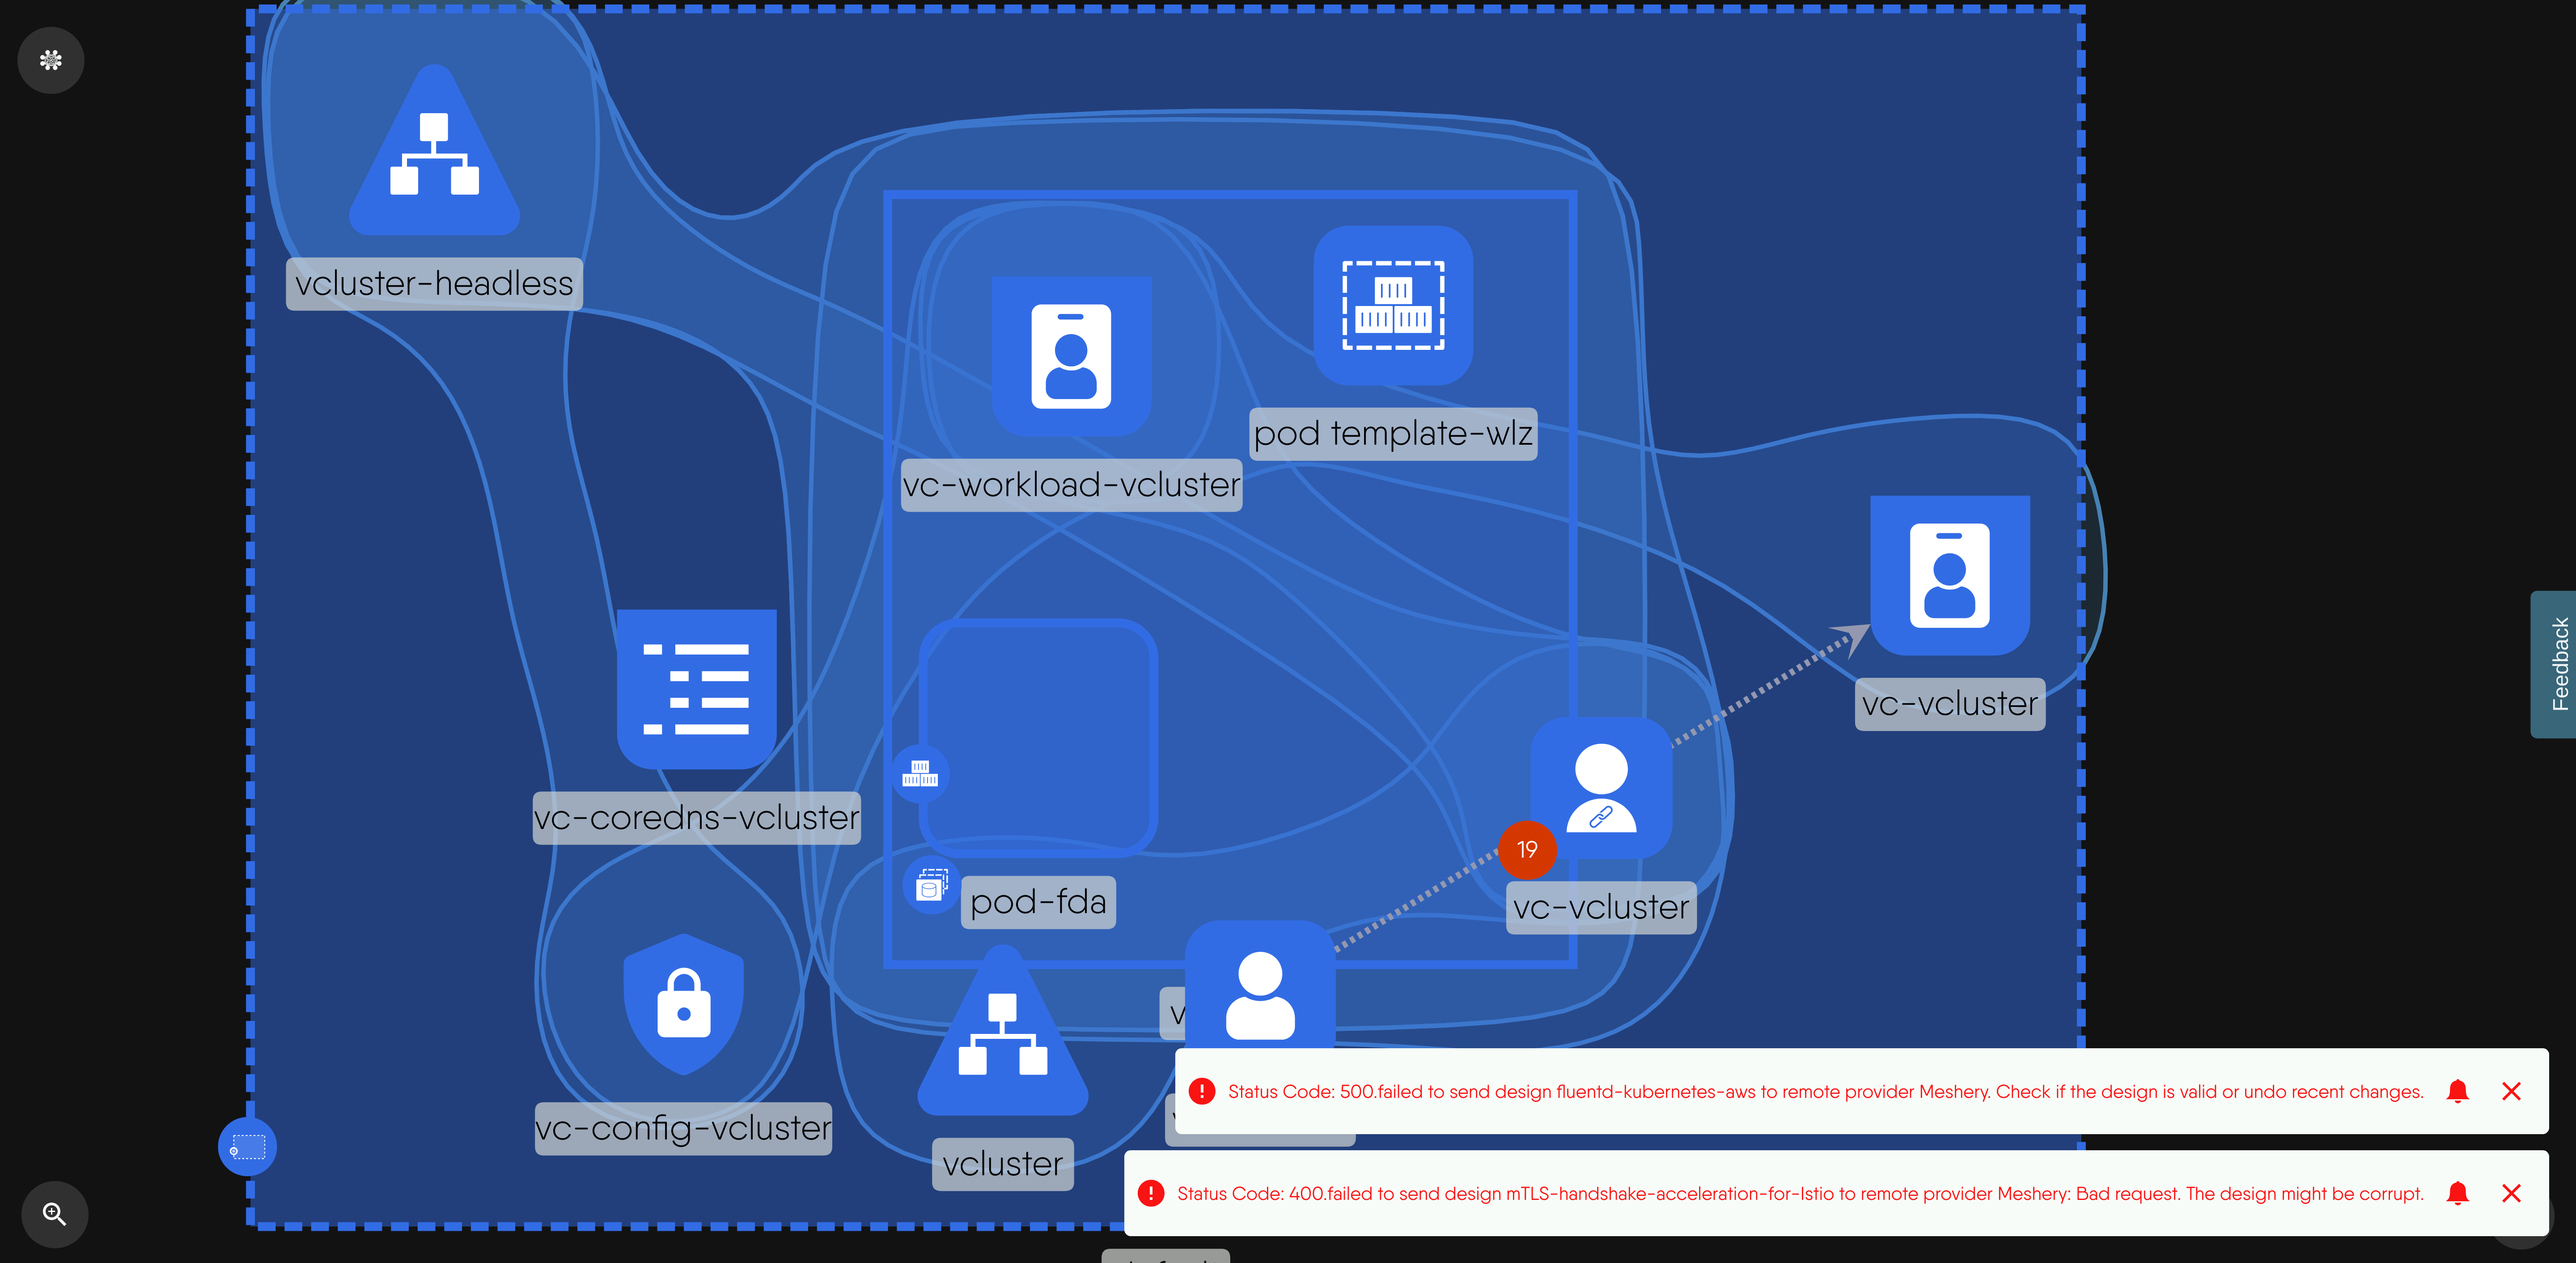 vcluster-headless
pod template-wlz
vc-workload-vcluster
vc-vcluster
Feedback
vc-coredns-vcluster
19
vc-vcluster
pod-fda
vc-config-vcluster
vcluster
Status Code: 500.failed to send design fluentd-kubernetes-aws to remote provider Meshery. Check if the design is valid or undo recent changes.
Status Code: 400.failed to send design mTLS-handshake-acceleration-for-Istio to remote provider Meshery: Bad request. The design might be corrupt.